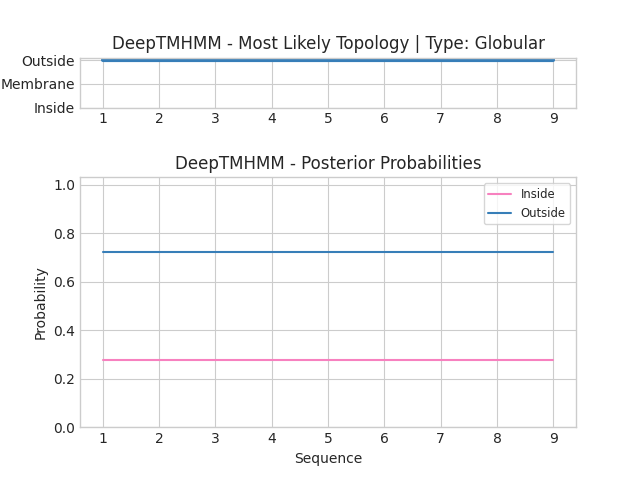 DeepTMHMM - Most Likely Topology | Type: Globular
Outside
Membrane
Inside
1 2 3 4 5 6 7 8 9
DeepTMHMM - Posterior Probabilities
1.0
0.8
0.6
0.4
0.2
0.0
Probability
Inside
Outside
1 2 3 4 5 6 7 8 9
Sequence